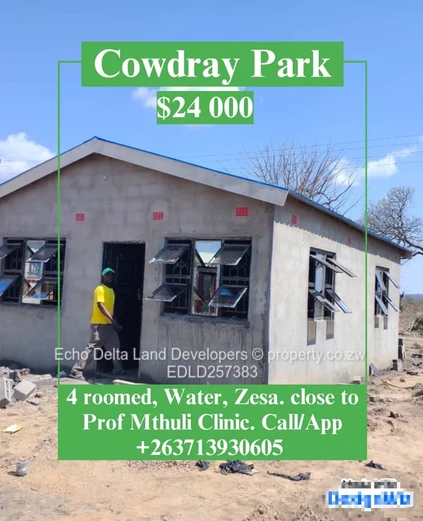 Cowdray Park
$24 000
Echo Delta Land Developers © property.co.zw
EDLD257383
4 roomed, Water, Zesa. close to
Prof Mthuli Clinic. Call/App
+263713930605